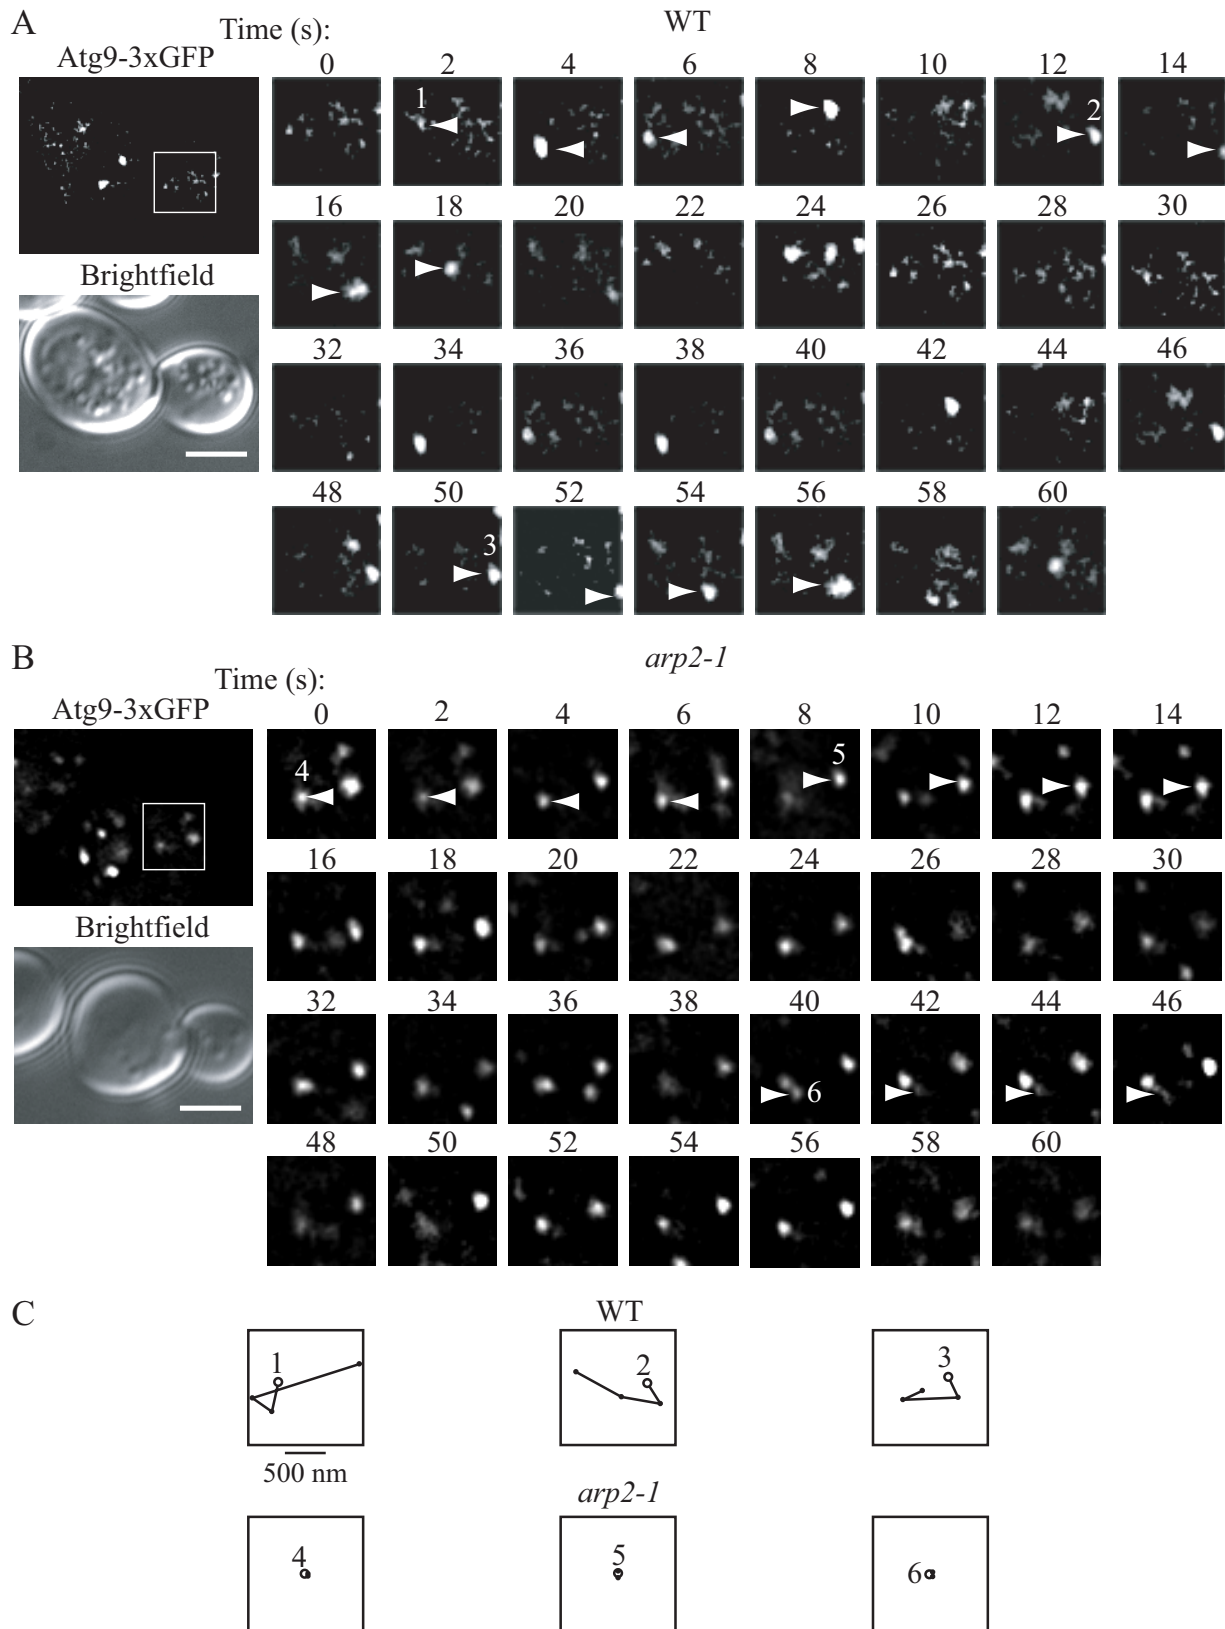 A
Time (s):
WT
Atg9-3xGFP
0 2 4 6 8 10 12 14
1
2
Brightfield
16 18 20 22 24 26 28 30
32 34 36 38 40 42 44 46
48 50 52 54 56 58 60
3
B
Time (s):
arp2-1
Atg9-3xGFP
0 2 4 6 8 10 12 14
4
5
Brightfield
16 18 20 22 24 26 28 30
32 34 36 38 40 42 44 46
6
48 50 52 54 56 58 60
C
WT
1
2
3
500 nm
arp2-1
4
5
6